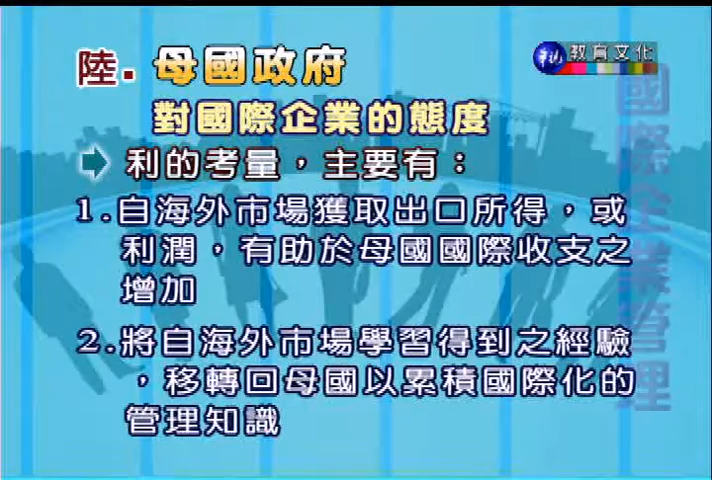 陸. 母國政府
華視 教育文化
對國際企業的態度
利的考量，主要有：
1.自海外市場獲取出口所得，或
利潤，有助於母國國際收支之
增加
2.將自海外市場學習得到之經驗
，移轉回母國以累積國際化的
管理知識
國際企業管理